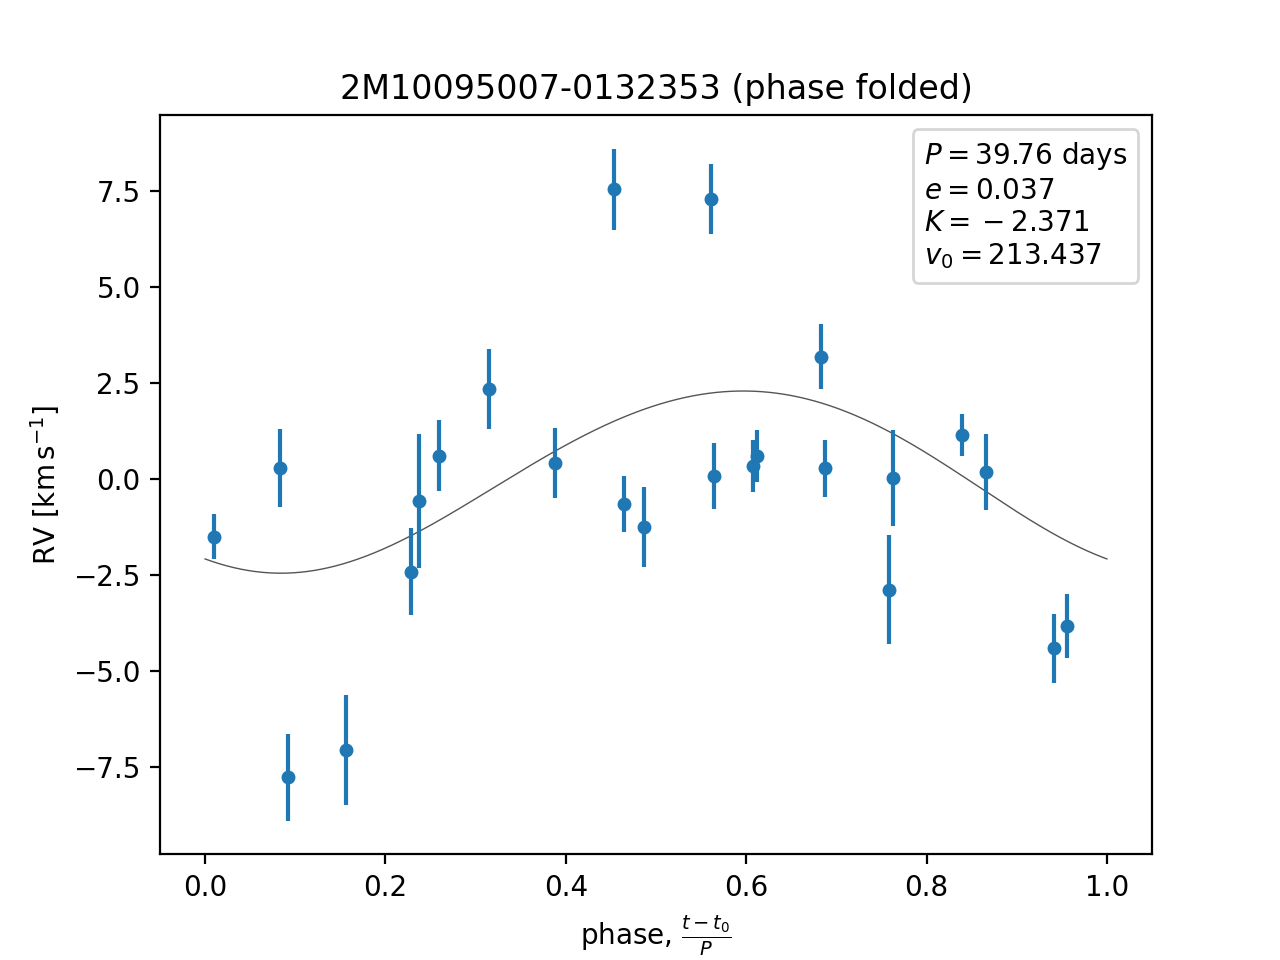 2M10095007-0132353 (phase folded)
P = 39.76 days
e = 0.037
K = −2.371
v₀ = 213.437
RV [km s⁻¹]
7.5
5.0
2.5
0.0
−2.5
−5.0
−7.5
0.0 0.2 0.4 0.6 0.8 1.0
phase, (t − t₀)/P